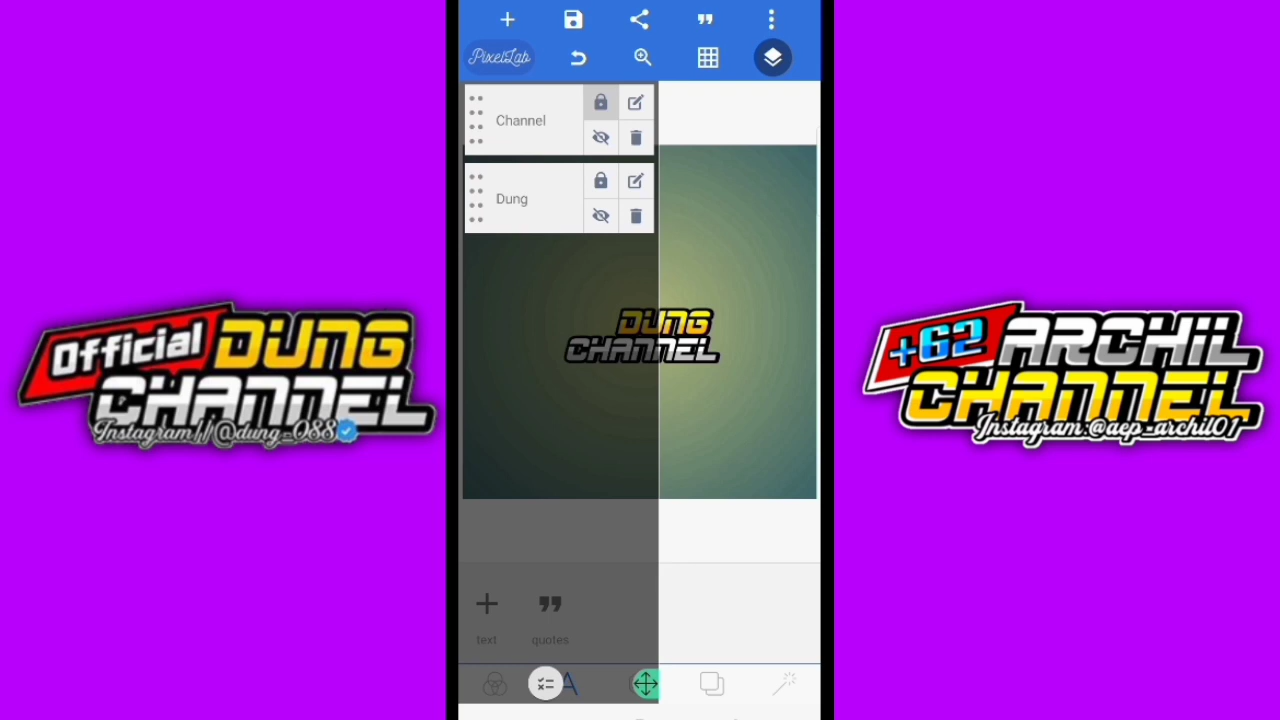 PixelLab
Channel
Dung
DUNG
CHANNEL
text
quotes
Official DUNG
CHANNEL
Instagram//@dung_088
+62 ARCHIL
CHANNEL
Instagram:@aep_archil01